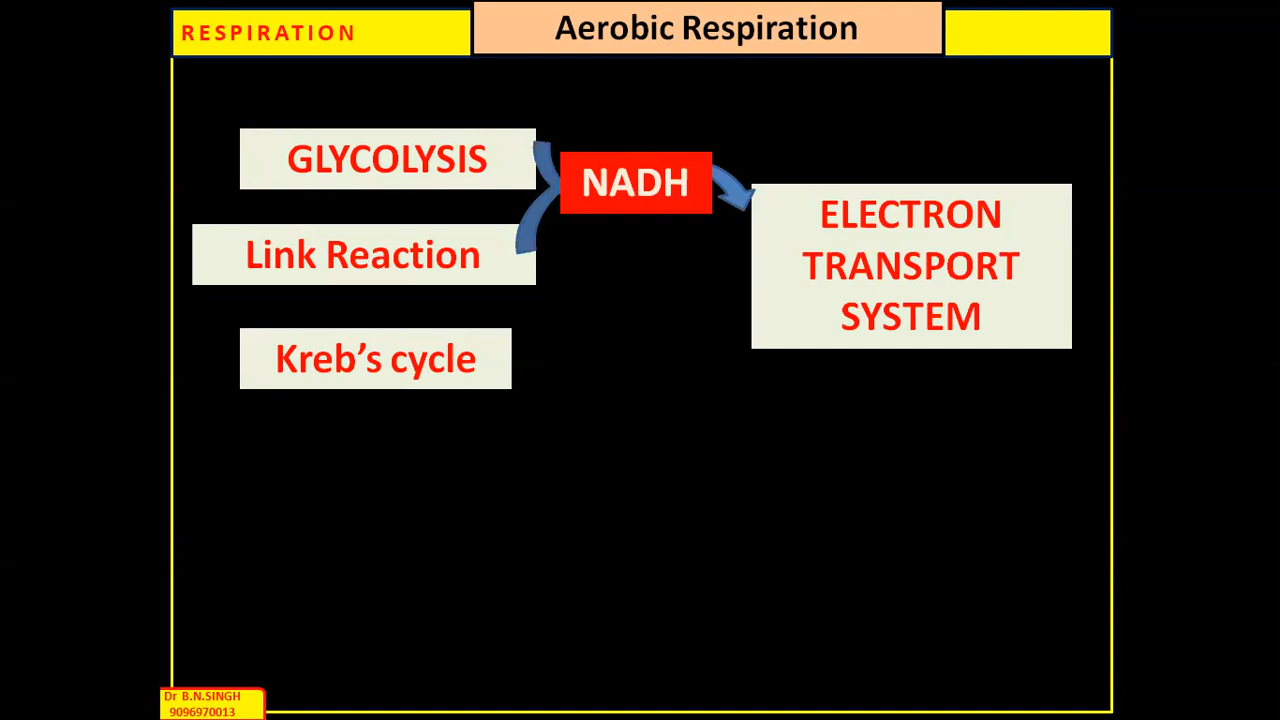 RESPIRATION
Aerobic Respiration
GLYCOLYSIS
NADH
Link Reaction
ELECTRON
TRANSPORT
SYSTEM
Kreb’s cycle
Dr B.N.SINGH
9096970013